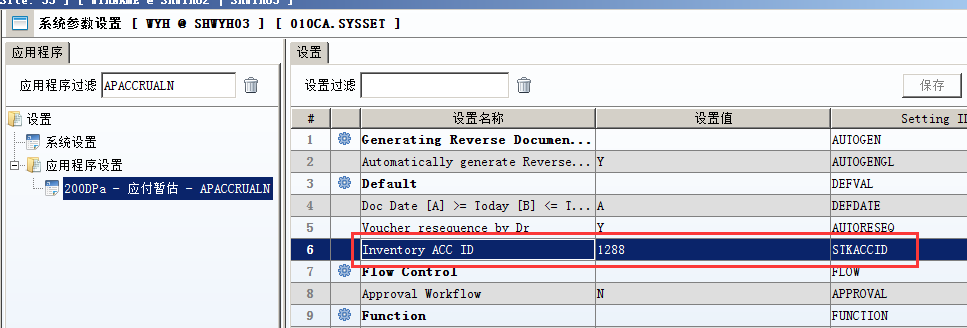 系统参数设置 [ WYH @ SHWYH03 ] [ 010CA.SYSSET ]
应用程序
应用程序过滤 APACCRUALN
设置
系统设置
应用程序设置
200DPa - 应付暂估 - APACCRUALN
设置
设置过滤
保存
# 设置名称 设置值 Setting ID
1 Generating Reverse Documen... AUTOGEN
2 Automatically generate Reverse... Y AUTOGENGL
3 Default DEFVAL
4 Doc Date [A] >= Today [B] <= T... A DEFDATE
5 Voucher resequence by Dr Y AUTORESEQ
6 Inventory ACC ID 1288 STKACCID
7 Flow Control FLOW
8 Approval Workflow N APPROVAL
9 Function FUNCTION